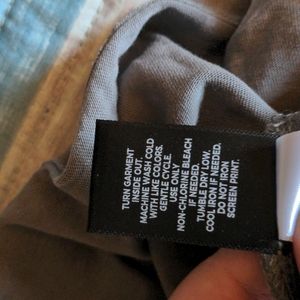 TURN GARMENT
INSIDE OUT.
MACHINE WASH COLD
WITH LIKE COLORS.
GENTLE CYCLE.
USE ONLY
NON-CHLORINE BLEACH
IF NEEDED.
TUMBLE DRY LOW.
COOL IRON IF NEEDED.
DO NOT IRON
SCREEN PRINT.